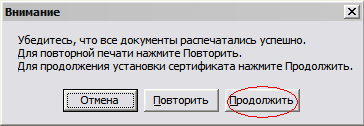 Внимание
Убедитесь, что все документы распечатались успешно.
Для повторной печати нажмите Повторить.
Для продолжения установки сертификата нажмите Продолжить.
Отмена
Повторить
Продолжить